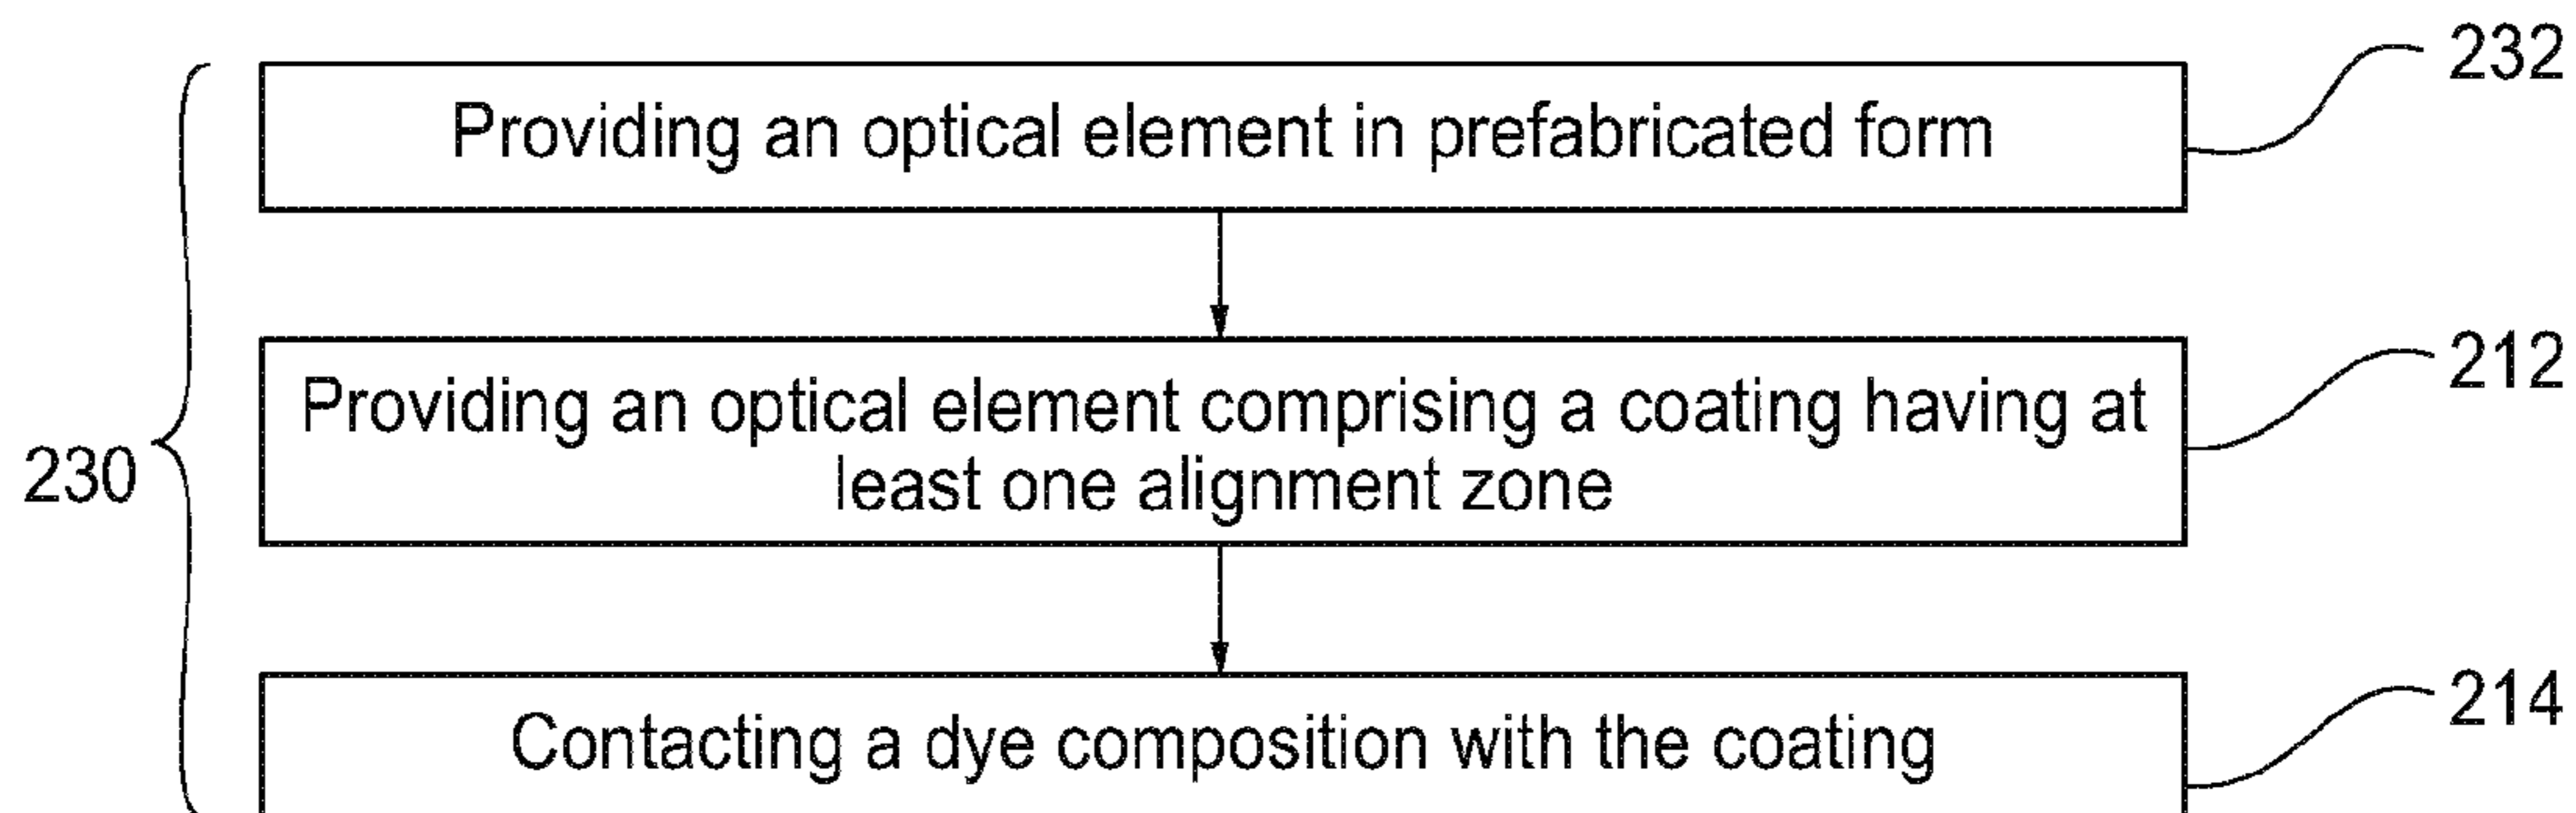 232
Providing an optical element in prefabricated form
212
Providing an optical element comprising a coating having at
least one alignment zone
230
214
Contacting a dye composition with the coating